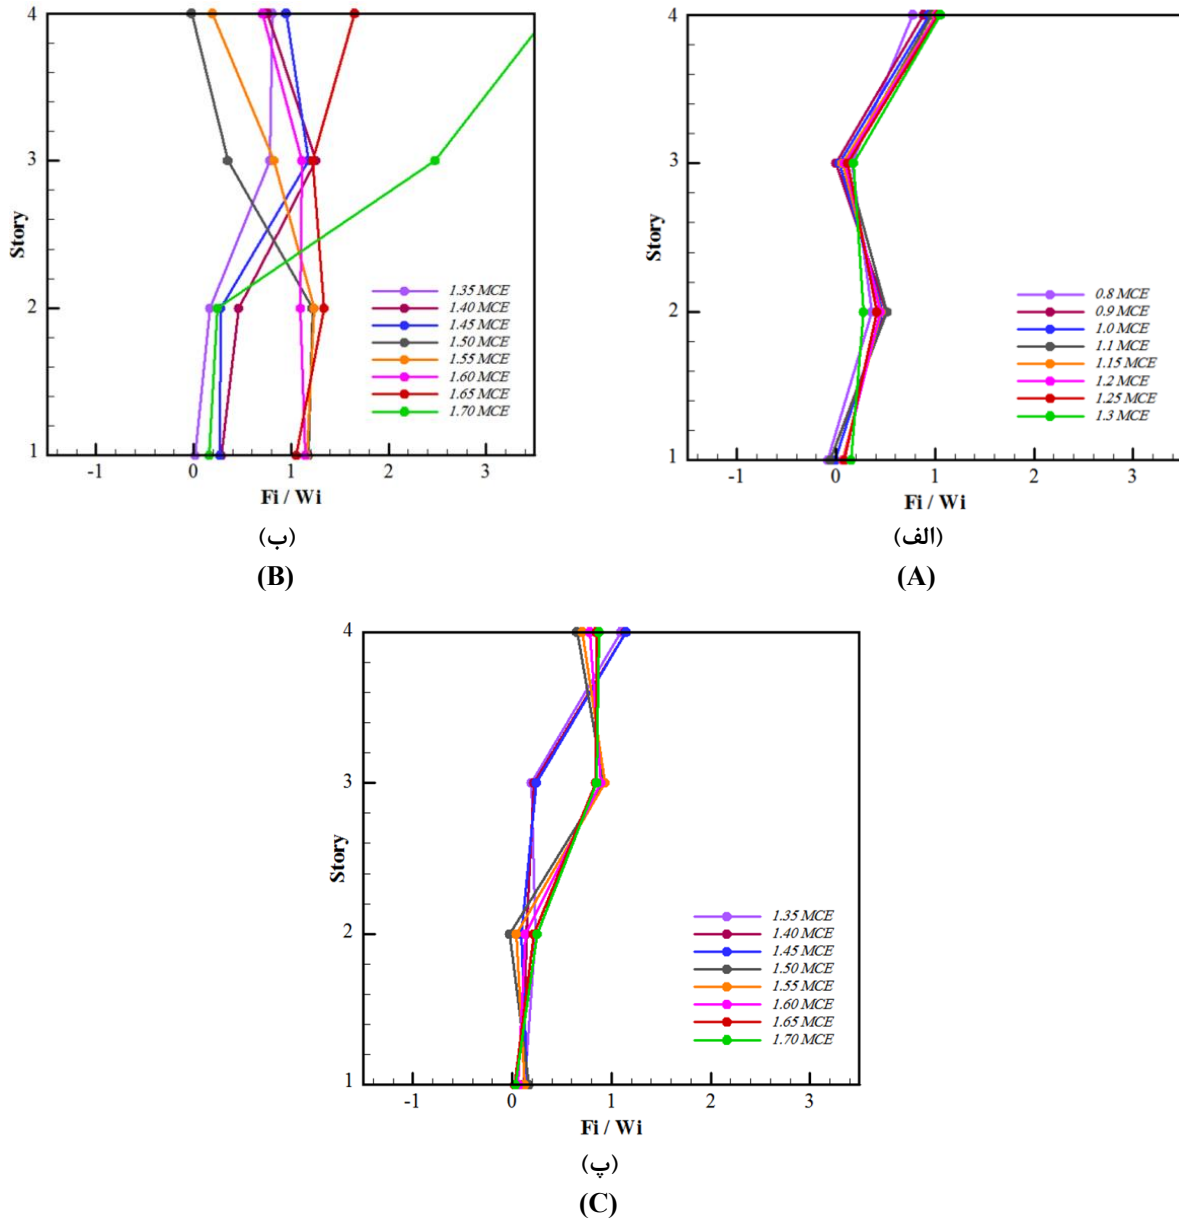 4
3
2
1
Story
1.35 MCE
1.40 MCE
1.45 MCE
1.50 MCE
1.55 MCE
1.60 MCE
1.65 MCE
1.70 MCE
-1 0 1 2 3
Fi / Wi
(ب)
(B)
4
3
2
1
Story
0.8 MCE
0.9 MCE
1.0 MCE
1.1 MCE
1.15 MCE
1.2 MCE
1.25 MCE
1.3 MCE
-1 0 1 2 3
Fi / Wi
(الف)
(A)
4
3
2
1
Story
1.35 MCE
1.40 MCE
1.45 MCE
1.50 MCE
1.55 MCE
1.60 MCE
1.65 MCE
1.70 MCE
-1 0 1 2 3
Fi / Wi
(پ)
(C)